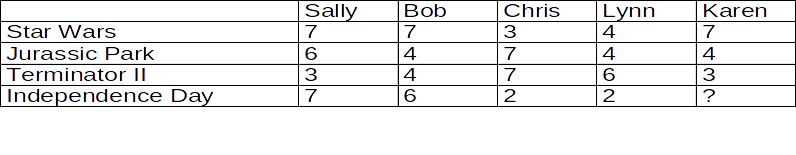 Sally Bob Chris Lynn Karen
Star Wars 7 7 3 4 7
Jurassic Park 6 4 7 4 4
Terminator II 3 4 7 6 3
Independence Day 7 6 2 2 ?